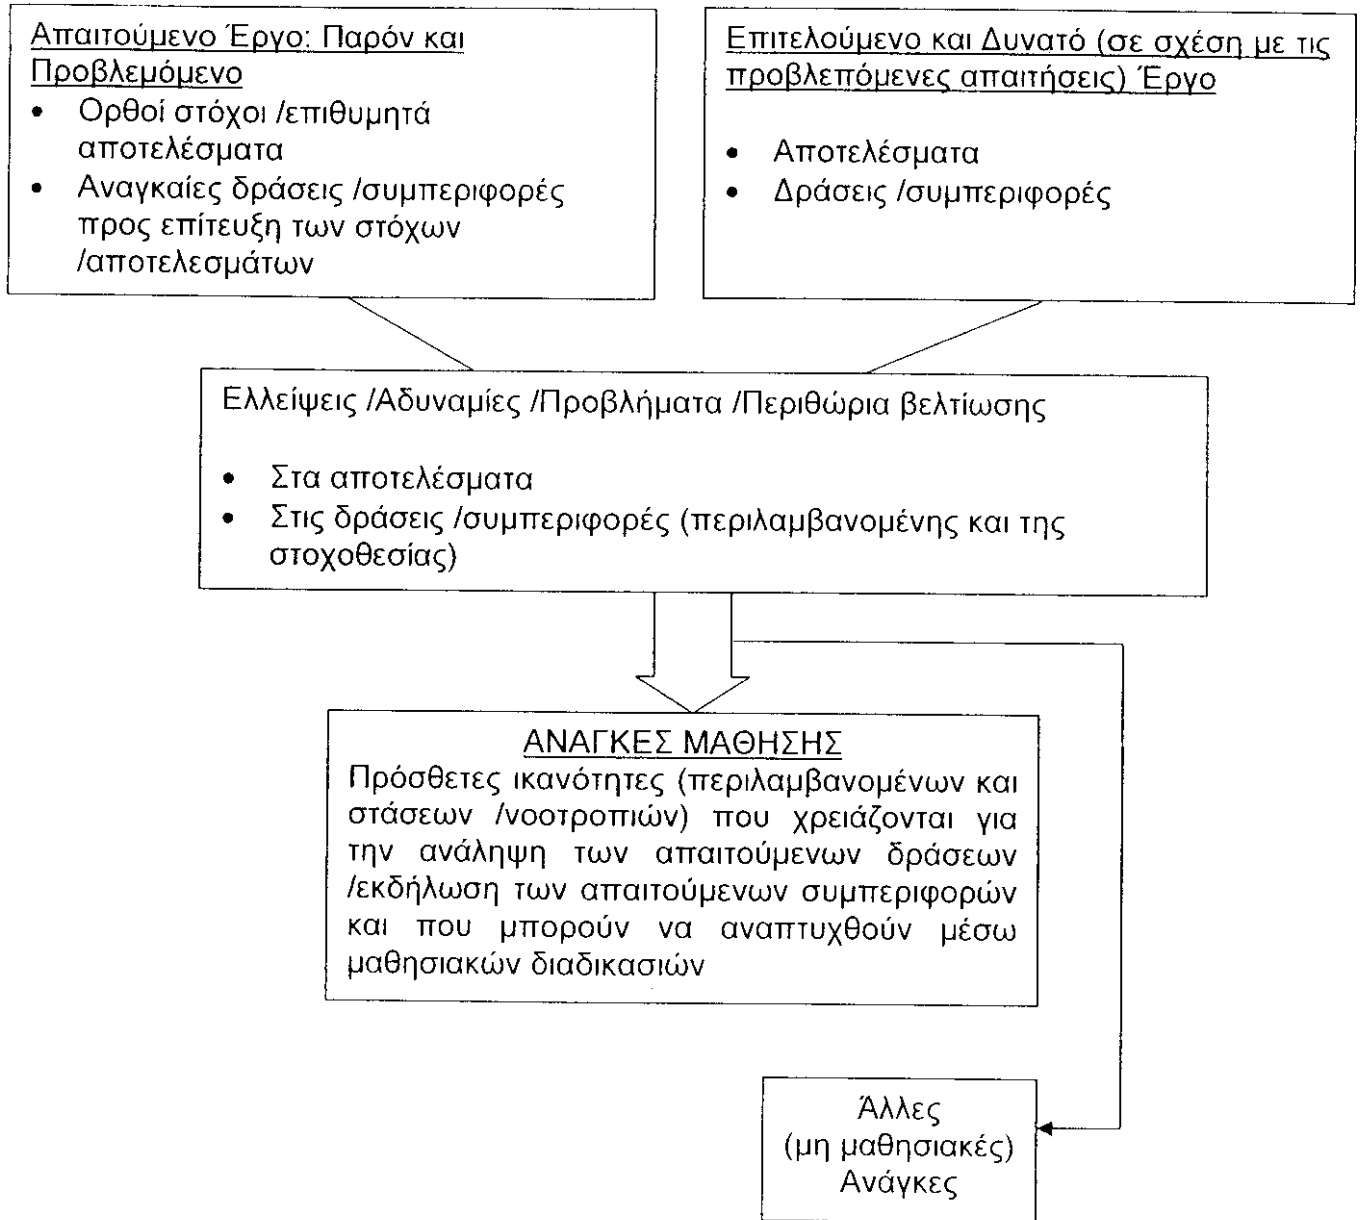 Απαιτούμενο Έργο: Παρόν και
Προβλεμόμενο
• Ορθοί στόχοι /επιθυμητά
αποτελέσματα
• Αναγκαίες δράσεις /συμπεριφορές
προς επίτευξη των στόχων
/αποτελεσμάτων
Επιτελούμενο και Δυνατό (σε σχέση με τις
προβλεπόμενες απαιτήσεις) Έργο
• Αποτελέσματα
• Δράσεις /συμπεριφορές
Ελλείψεις /Αδυναμίες /Προβλήματα /Περιθώρια βελτίωσης
• Στα αποτελέσματα
• Στις δράσεις /συμπεριφορές (περιλαμβανομένης και της
στοχοθεσίας)
ΑΝΑΓΚΕΣ ΜΑΘΗΣΗΣ
Πρόσθετες ικανότητες (περιλαμβανομένων και
στάσεων /νοοτροπιών) που χρειάζονται για
την ανάληψη των απαιτούμενων δράσεων
/εκδήλωση των απαιτούμενων συμπεριφορών
και που μπορούν να αναπτυχθούν μέσω
μαθησιακών διαδικασιών
Άλλες
(μη μαθησιακές)
Ανάγκες